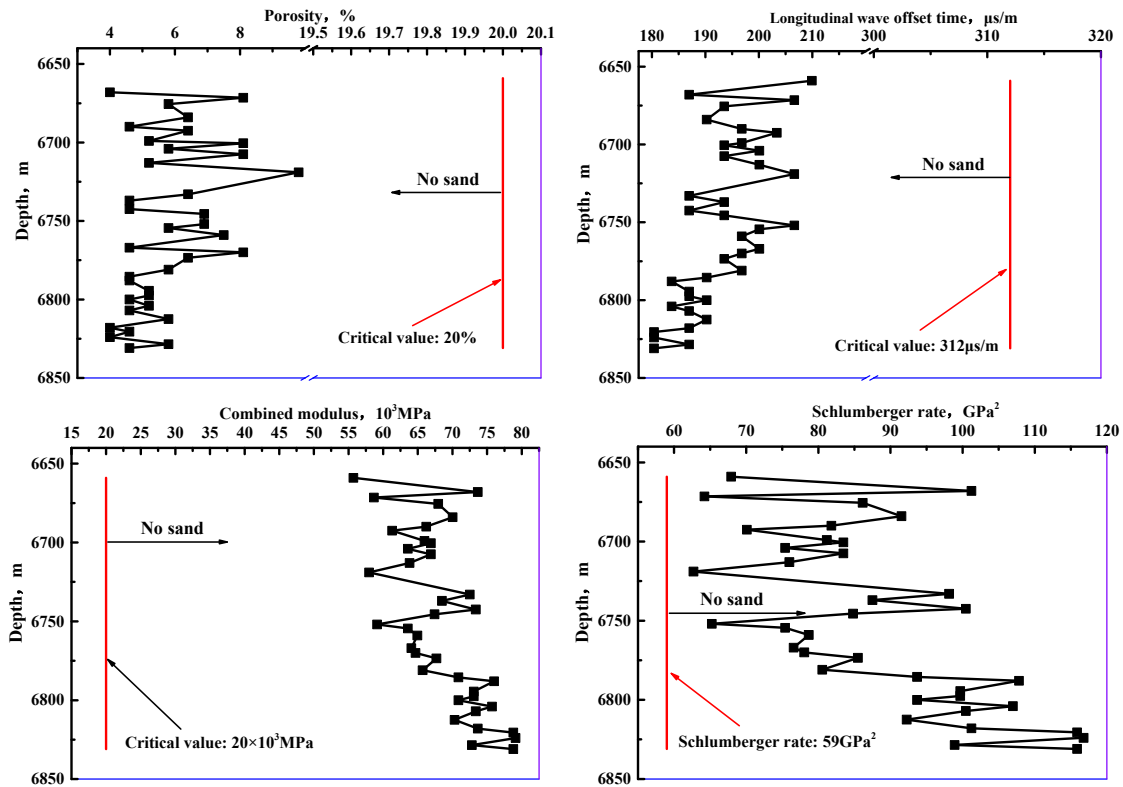 Porosity, %
4 6 8 19.5 19.6 19.7 19.8 19.9 20.0 20.1
6650
6700
6750
6800
6850
Depth, m
No sand
Critical value: 20%
Longitudinal wave offset time, μs/m
180 190 200 210 300 310 320
6650
6700
6750
6800
6850
Depth, m
No sand
Critical value: 312μs/m
Combined modulus, 10³MPa
15 20 25 30 35 40 45 50 55 60 65 70 75 80
6650
6700
6750
6800
6850
Depth, m
No sand
Critical value: 20×10³MPa
Schlumberger rate, GPa²
60 70 80 90 100 110 120
6650
6700
6750
6800
6850
Depth, m
No sand
Schlumberger rate: 59GPa²